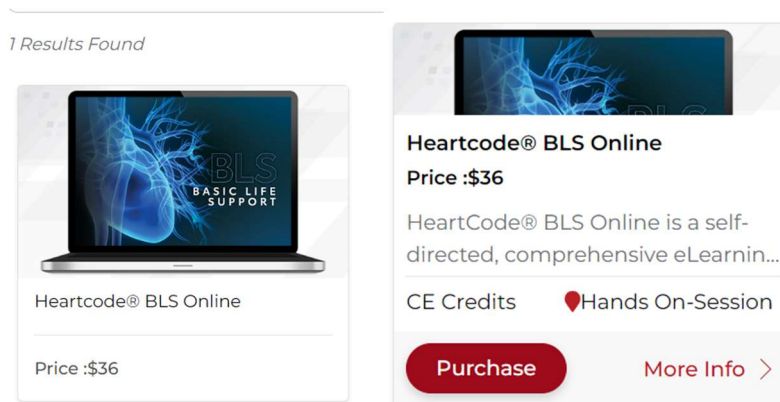 1 Results Found
BLS
BASIC LIFE
SUPPORT
Heartcode® BLS Online
Price :$36
BLS
Heartcode® BLS Online
Price :$36
HeartCode® BLS Online is a self-
directed, comprehensive eLearnin...
CE Credits
Hands On-Session
Purchase
More Info